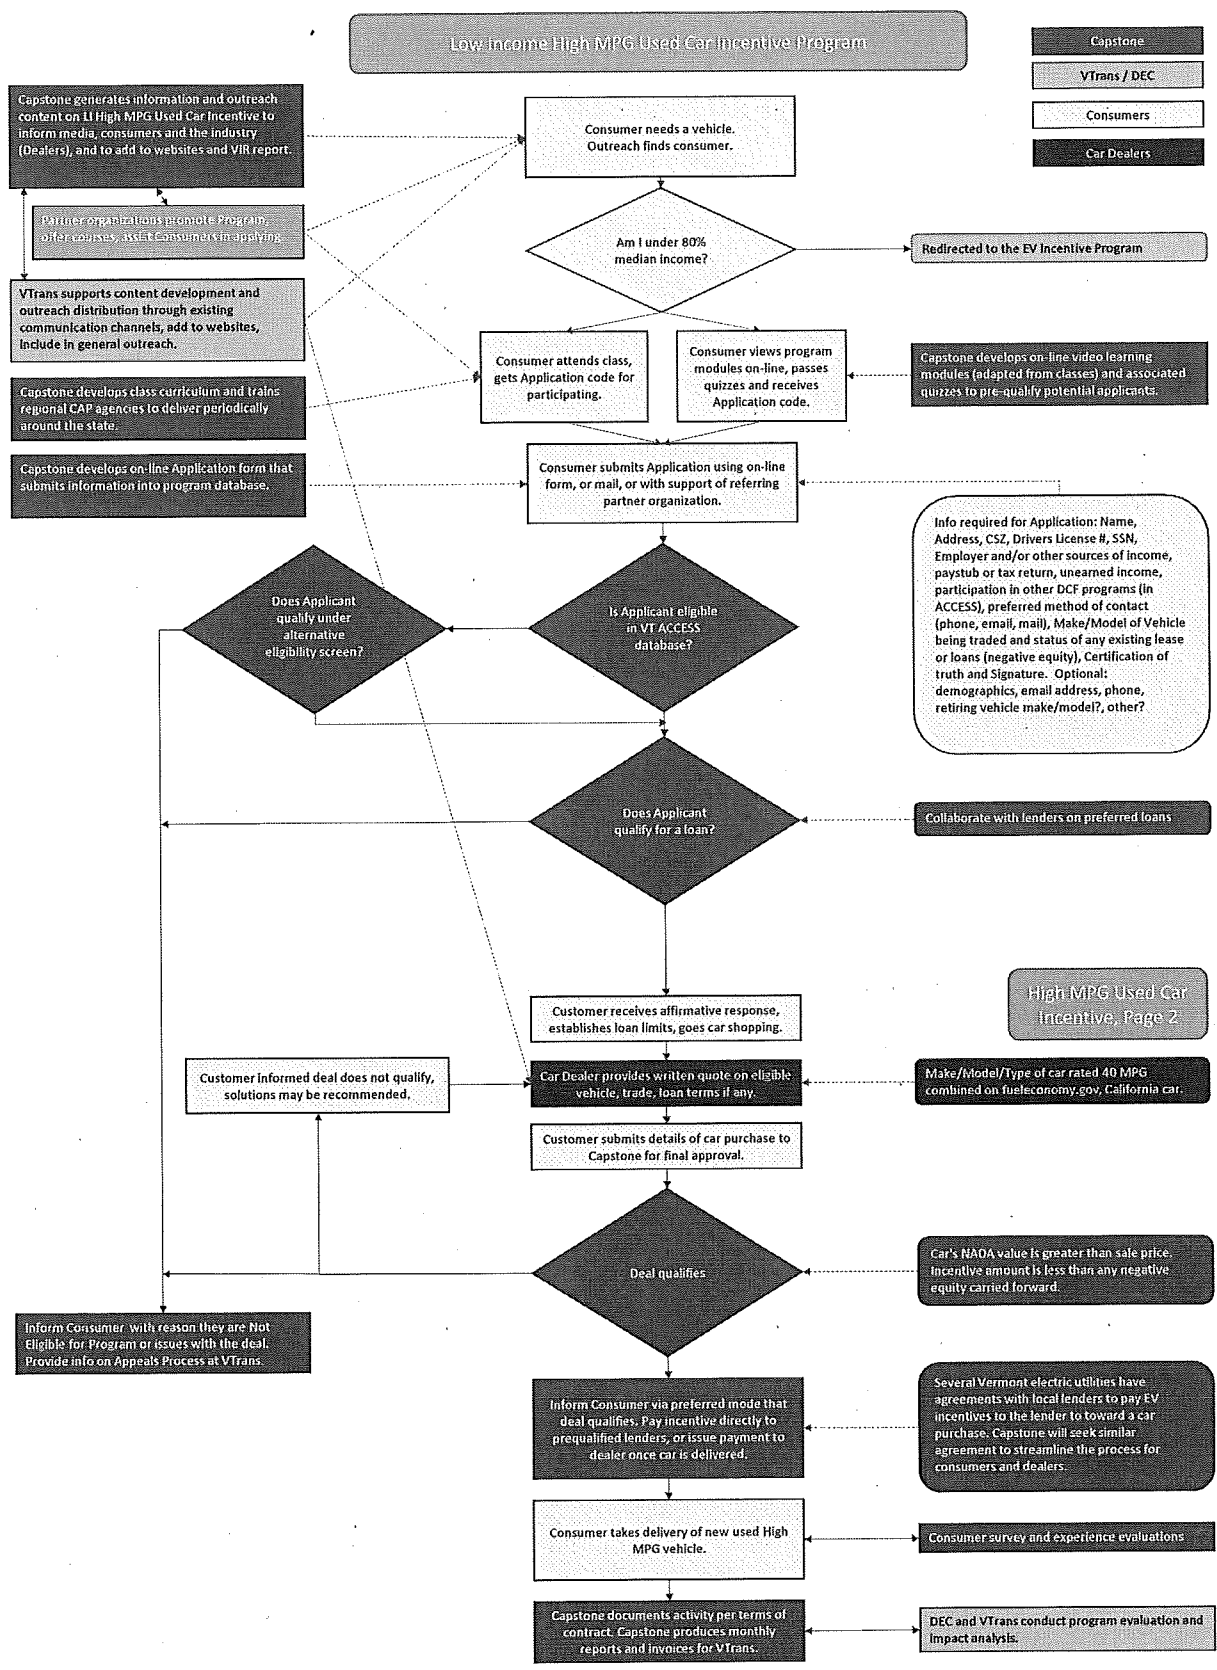 Low Income High MPG Used Car Incentive Program
Capstone
VTrans / DEC
Consumers
Car Dealers
Capstone generates information and outreach
content on LI High MPG Used Car Incentive to
inform media, consumers and the industry
(Dealers), and to add to websites and VIR report.
Consumer needs a vehicle.
Outreach finds consumer.
Partner organizations promote Program,
offer courses, assist Consumers in applying
Am I under 80%
median income?
Redirected to the EV Incentive Program
VTrans supports content development and
outreach distribution through existing
communication channels, add to websites,
include in general outreach.
Consumer attends class,
gets Application code for
participating.
Consumer views program
modules on-line, passes
quizzes and receives
Application code.
Capstone develops on-line video learning
modules (adapted from classes) and associated
quizzes to pre-qualify potential applicants.
Capstone develops class curriculum and trains
regional CAP agencies to deliver periodically
around the state.
Capstone develops on-line Application form that
submits information into program database.
Consumer submits Application using on-line
form, or mail, or with support of referring
partner organization.
Info required for Application: Name,
Address, CSZ, Drivers License #, SSN,
Employer and/or other sources of income,
paystub or tax return, unearned income,
participation in other DCF programs (in
ACCESS), preferred method of contact
(phone, email, mail), Make/Model of Vehicle
being traded and status of any existing lease
or loans (negative equity), Certification of
truth and Signature.  Optional:
demographics, email address, phone,
retiring vehicle make/model?, other?
Does Applicant
qualify under
alternative
eligibility screen?
Is Applicant eligible
in VT ACCESS
database?
Does Applicant
qualify for a loan?
Collaborate with lenders on preferred loans
High MPG Used Car
Incentive, Page 2
Customer receives affirmative response,
establishes loan limits, goes car shopping.
Customer informed deal does not qualify,
solutions may be recommended.
Car Dealer provides written quote on eligible
vehicle, trade, loan terms if any.
Make/Model/Type of car rated 40 MPG
combined on fueleconomy.gov, California car.
Customer submits details of car purchase to
Capstone for final approval.
Deal qualifies
Car's NADA value is greater than sale price.
Incentive amount is less than any negative
equity carried forward.
Inform Consumer with reason they are Not
Eligible for Program or issues with the deal.
Provide info on Appeals Process at VTrans.
Inform Consumer via preferred mode that
deal qualifies. Pay incentive directly to
prequalified lenders, or issue payment to
dealer once car is delivered.
Several Vermont electric utilities have
agreements with local lenders to pay EV
incentives to the lender to toward a car
purchase. Capstone will seek similar
agreement to streamline the process for
consumers and dealers.
Consumer takes delivery of new used High
MPG vehicle.
Consumer survey and experience evaluations
Capstone documents activity per terms of
contract. Capstone produces monthly
reports and invoices for VTrans.
DEC and VTrans conduct program evaluation and
impact analysis.